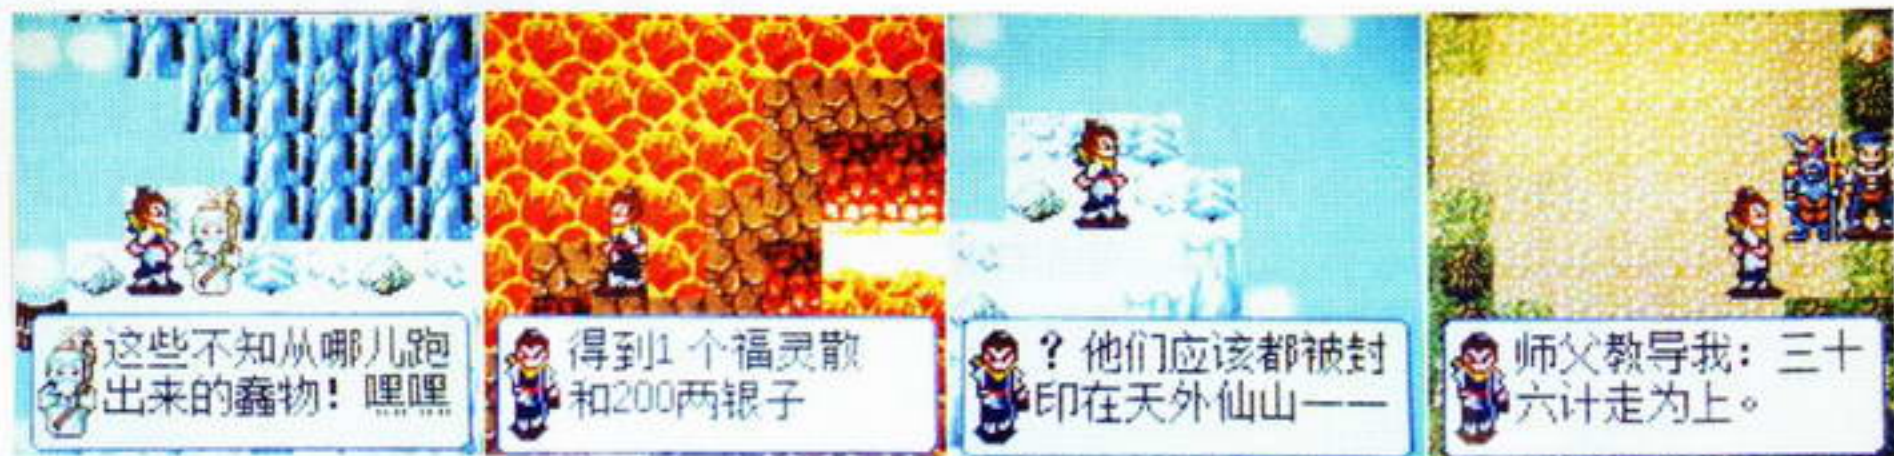 这些不知从哪儿跑
出来的蠢物！哩哩
得到1个福灵散
和200两银子
？他们应该都被封
印在天外仙山——
师父教导我：三十
六计走为上。